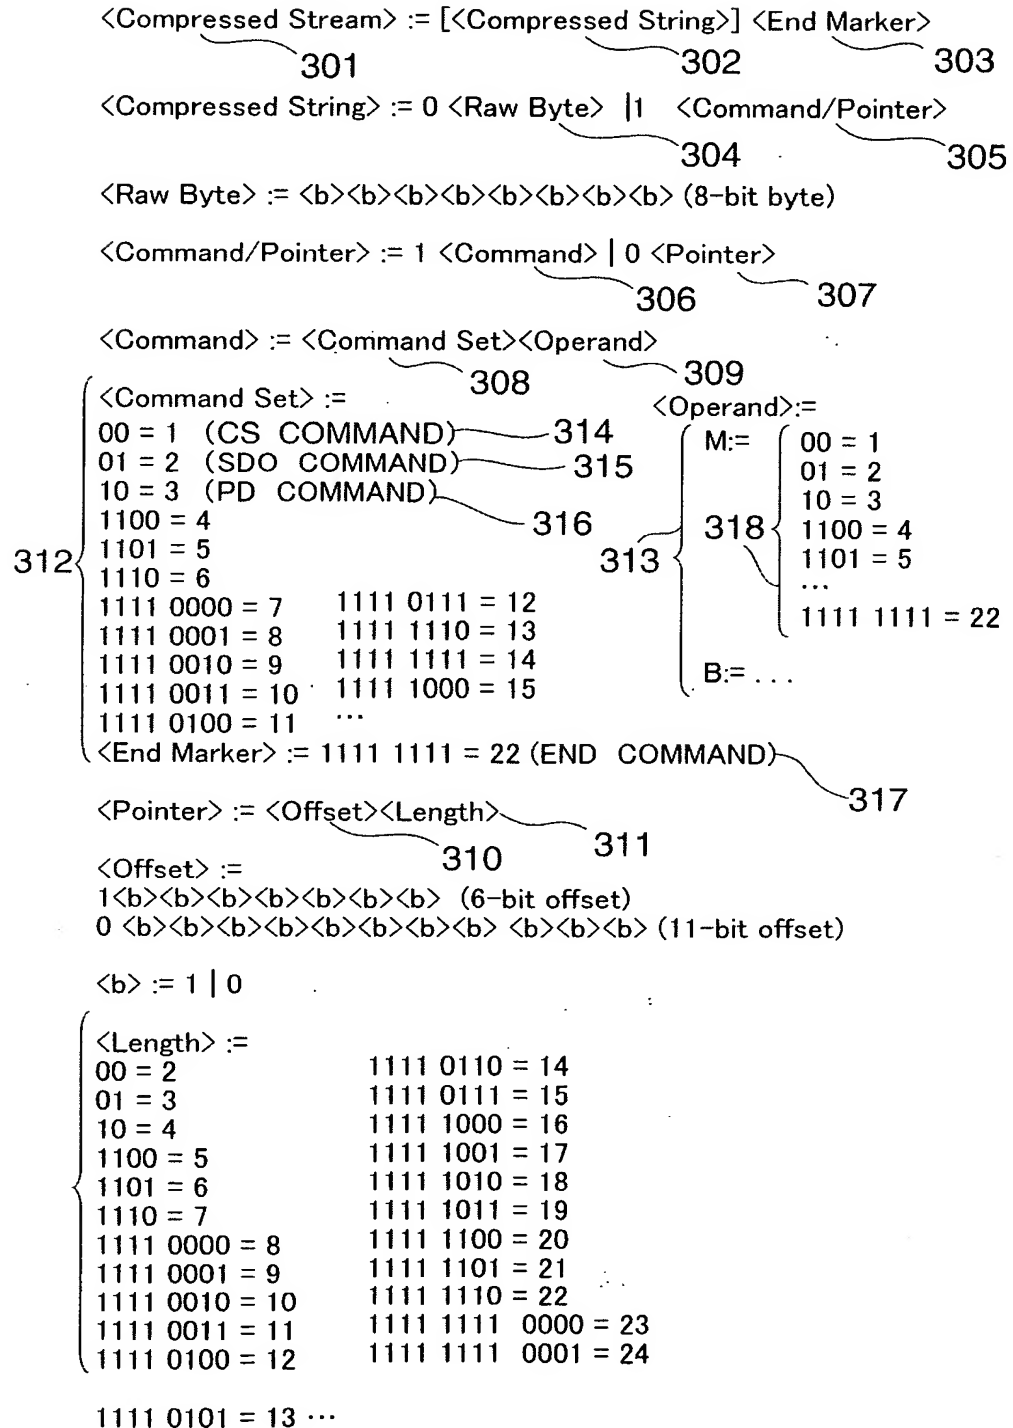 <Compressed Stream> := [<Compressed String>] <End Marker>
301 302 303
<Compressed String> := 0 <Raw Byte> |1 <Command/Pointer>
304 305
<Raw Byte> := <b><b><b><b><b><b><b><b> (8-bit byte)
<Command/Pointer> := 1 <Command> | 0 <Pointer>
306 307
<Command> := <Command Set><Operand>
308 309
312
<Command Set> :=
00 = 1 (CS COMMAND) 314
01 = 2 (SDO COMMAND) 315
10 = 3 (PD COMMAND) 316
1100 = 4
1101 = 5
1110 = 6
1111 0000 = 7
1111 0001 = 8
1111 0010 = 9
1111 0011 = 10
1111 0100 = 11
1111 0111 = 12
1111 1110 = 13
1111 1111 = 14
1111 1000 = 15
...
<End Marker> := 1111 1111 = 22 (END COMMAND)
317
<Operand>:=
313
M:=
318
00 = 1
01 = 2
10 = 3
1100 = 4
1101 = 5
...
1111 1111 = 22
B:= ...
<Pointer> := <Offset><Length>
310 311
<Offset> :=
1<b><b><b><b><b><b><b> (6-bit offset)
0 <b><b><b><b><b><b><b><b> <b><b><b> (11-bit offset)
<b> := 1 | 0
<Length> :=
00 = 2
01 = 3
10 = 4
1100 = 5
1101 = 6
1110 = 7
1111 0000 = 8
1111 0001 = 9
1111 0010 = 10
1111 0011 = 11
1111 0100 = 12
1111 0101 = 13 ...
1111 0110 = 14
1111 0111 = 15
1111 1000 = 16
1111 1001 = 17
1111 1010 = 18
1111 1011 = 19
1111 1100 = 20
1111 1101 = 21
1111 1110 = 22
1111 1111 0000 = 23
1111 1111 0001 = 24